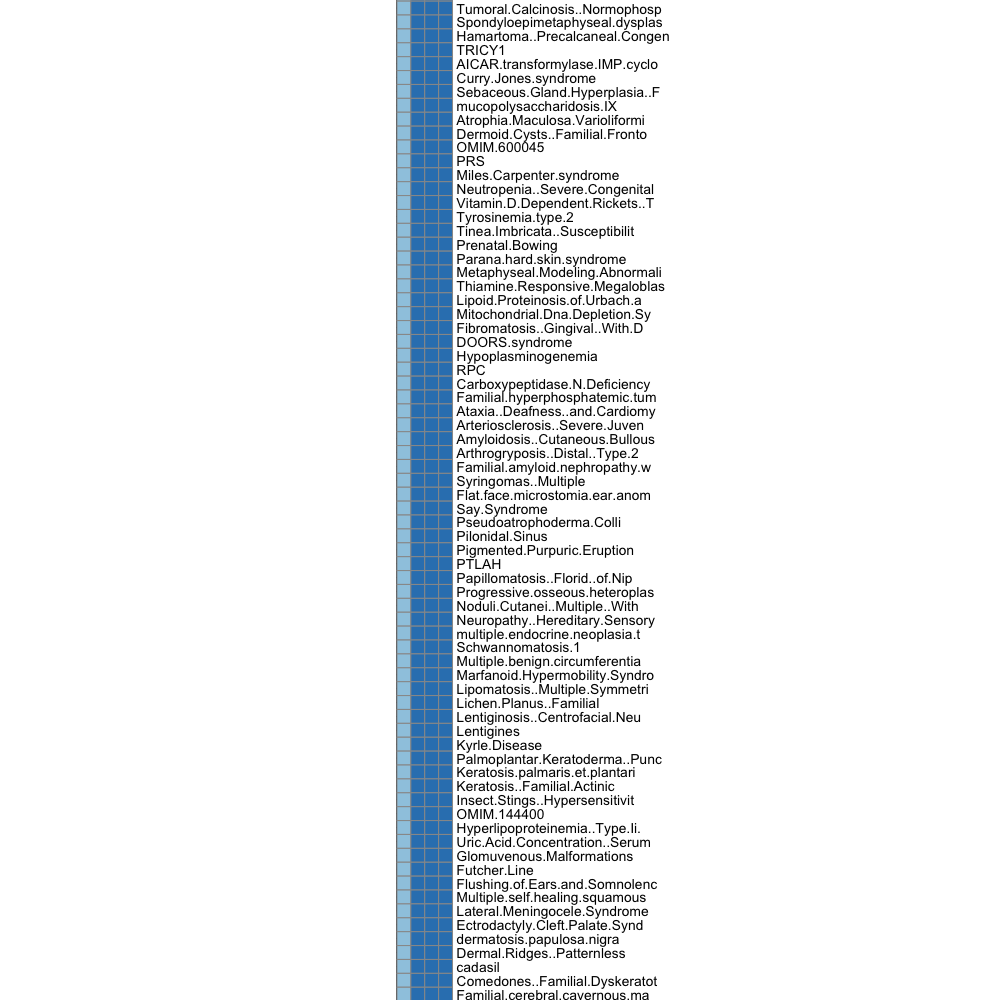 Tumoral.Calcinosis..Normophosp
Spondyloepimetaphyseal.dysplas
Hamartoma..Precalcaneal.Congen
TRICY1
AICAR.transformylase.IMP.cyclo
Curry.Jones.syndrome
Sebaceous.Gland.Hyperplasia..F
mucopolysaccharidosis.IX
Atrophia.Maculosa.Varioliformi
Dermoid.Cysts..Familial.Fronto
OMIM.600045
PRS
Miles.Carpenter.syndrome
Neutropenia..Severe.Congenital
Vitamin.D.Dependent.Rickets..T
Tyrosinemia.type.2
Tinea.Imbricata..Susceptibilit
Prenatal.Bowing
Parana.hard.skin.syndrome
Metaphyseal.Modeling.Abnormali
Thiamine.Responsive.Megaloblas
Lipoid.Proteinosis.of.Urbach.a
Mitochondrial.Dna.Depletion.Sy
Fibromatosis..Gingival..With.D
DOORS.syndrome
Hypoplasminogenemia
RPC
Carboxypeptidase.N.Deficiency
Familial.hyperphosphatemic.tum
Ataxia..Deafness..and.Cardiomy
Arteriosclerosis..Severe.Juven
Amyloidosis..Cutaneous.Bullous
Arthrogryposis..Distal..Type.2
Familial.amyloid.nephropathy.w
Syringomas..Multiple
Flat.face.microstomia.ear.anom
Say.Syndrome
Pseudoatrophoderma.Colli
Pilonidal.Sinus
Pigmented.Purpuric.Eruption
PTLAH
Papillomatosis..Florid..of.Nip
Progressive.osseous.heteroplas
Noduli.Cutanei..Multiple..With
Neuropathy..Hereditary.Sensory
multiple.endocrine.neoplasia.t
Schwannomatosis.1
Multiple.benign.circumferentia
Marfanoid.Hypermobility.Syndro
Lipomatosis..Multiple.Symmetri
Lichen.Planus..Familial
Lentiginosis..Centrofacial.Neu
Lentigines
Kyrle.Disease
Palmoplantar.Keratoderma..Punc
Keratosis.palmaris.et.plantari
Keratosis..Familial.Actinic
Insect.Stings..Hypersensitivit
OMIM.144400
Hyperlipoproteinemia..Type.Ii.
Uric.Acid.Concentration..Serum
Glomuvenous.Malformations
Futcher.Line
Flushing.of.Ears.and.Somnolenc
Multiple.self.healing.squamous
Lateral.Meningocele.Syndrome
Ectrodactyly.Cleft.Palate.Synd
dermatosis.papulosa.nigra
Dermal.Ridges..Patternless
cadasil
Comedones..Familial.Dyskeratot
Familial.cerebral.cavernous.ma